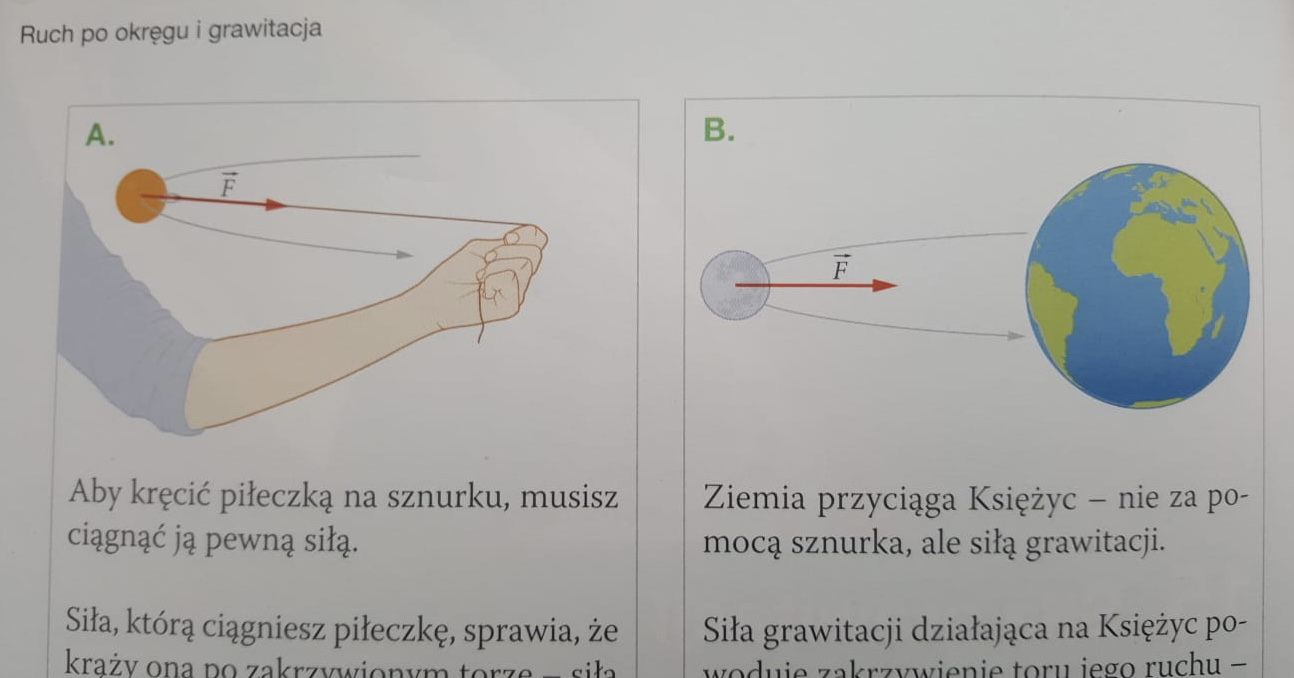 Ruch po okręgu i grawitacja
A.
F
Aby kręcić piłeczką na sznurku, musisz
ciągnąć ją pewną siłą.
Siła, którą ciągniesz piłeczkę, sprawia, że
krąży ona po zakrzywionym torze – siła
B.
F
Ziemia przyciąga Księżyc – nie za po-
mocą sznurka, ale siłą grawitacji.
Siła grawitacji działająca na Księżyc po-
woduje zakrzywienie toru jego ruchu –